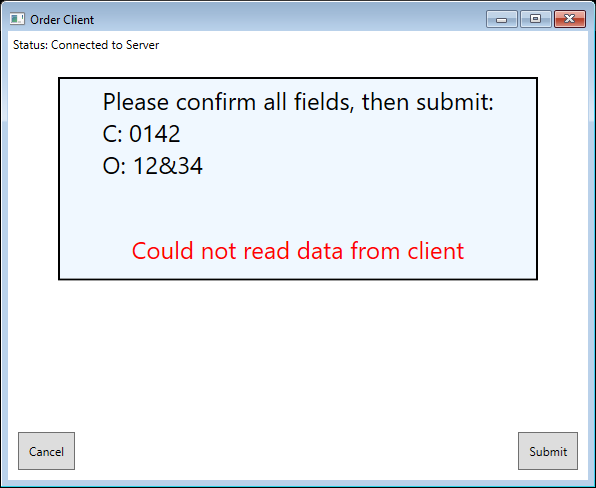 Order Client
Status: Connected to Server
Please confirm all fields, then submit:
C: 0142
O: 12&34
Could not read data from client
Cancel
Submit